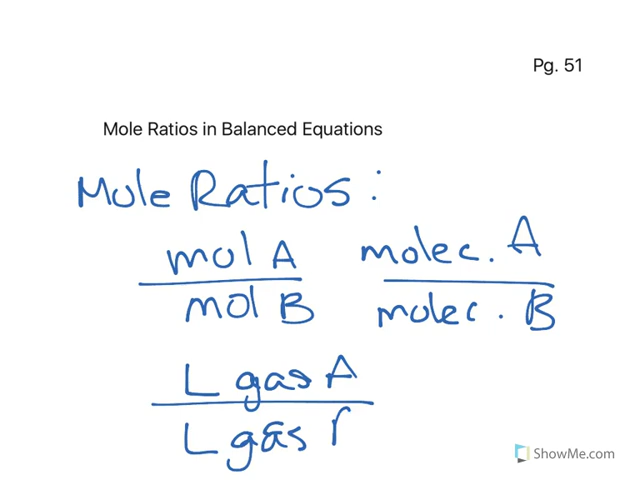 Pg. 51
Mole Ratios in Balanced Equations
Mole Ratios:
mol A molec. A
mol B molec. B
L gas A
L gas
ShowMe.com